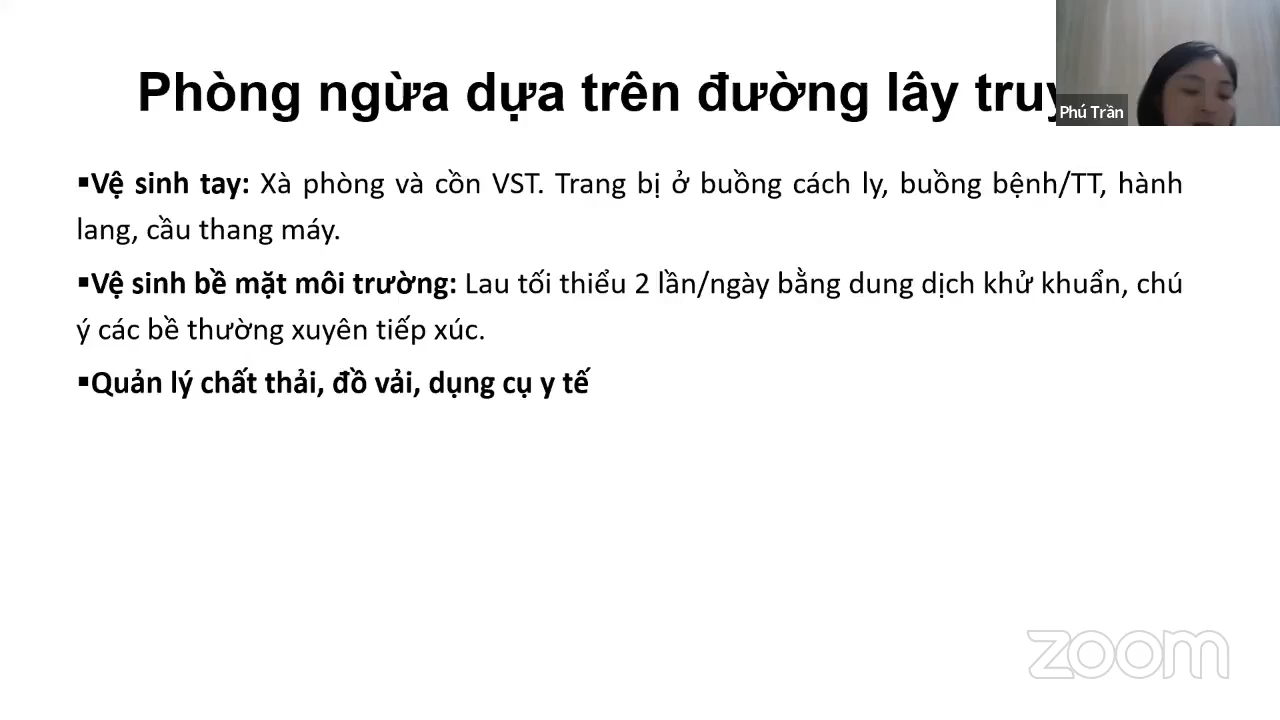 Phòng ngừa dựa trên đường lây
Phú Trần
▪Vệ sinh tay: Xà phòng và cồn VST. Trang bị ở buồng cách ly, buồng bệnh/TT, hành
lang, cầu thang máy.
▪Vệ sinh bề mặt môi trường: Lau tối thiểu 2 lần/ngày bằng dung dịch khử khuẩn, chú
ý các bề thường xuyên tiếp xúc.
▪Quản lý chất thải, đồ vải, dụng cụ y tế
zoom